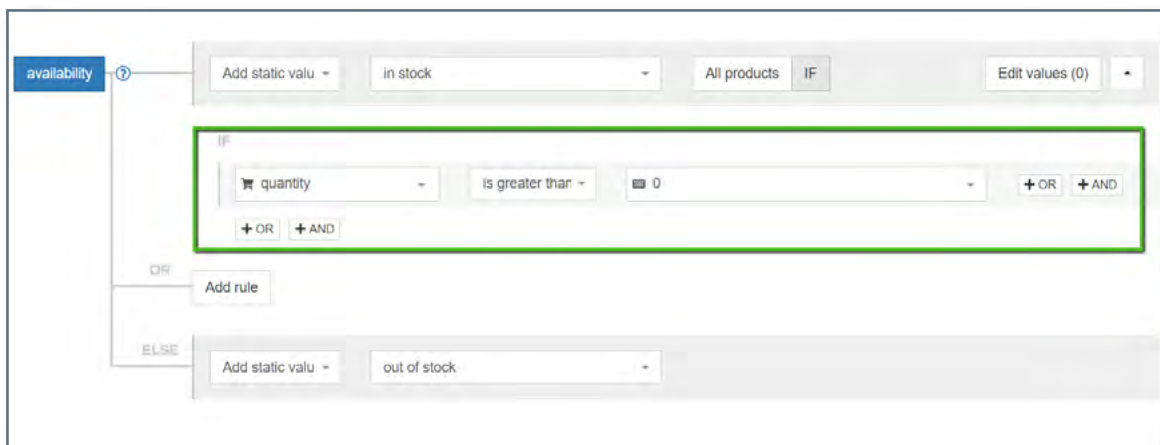 availability ? Add static valu in stock All products IF Edit values (0)
IF
quantity is greater than 0 + OR + AND
+ OR + AND
OR
Add rule
ELSE
Add static valu out of stock